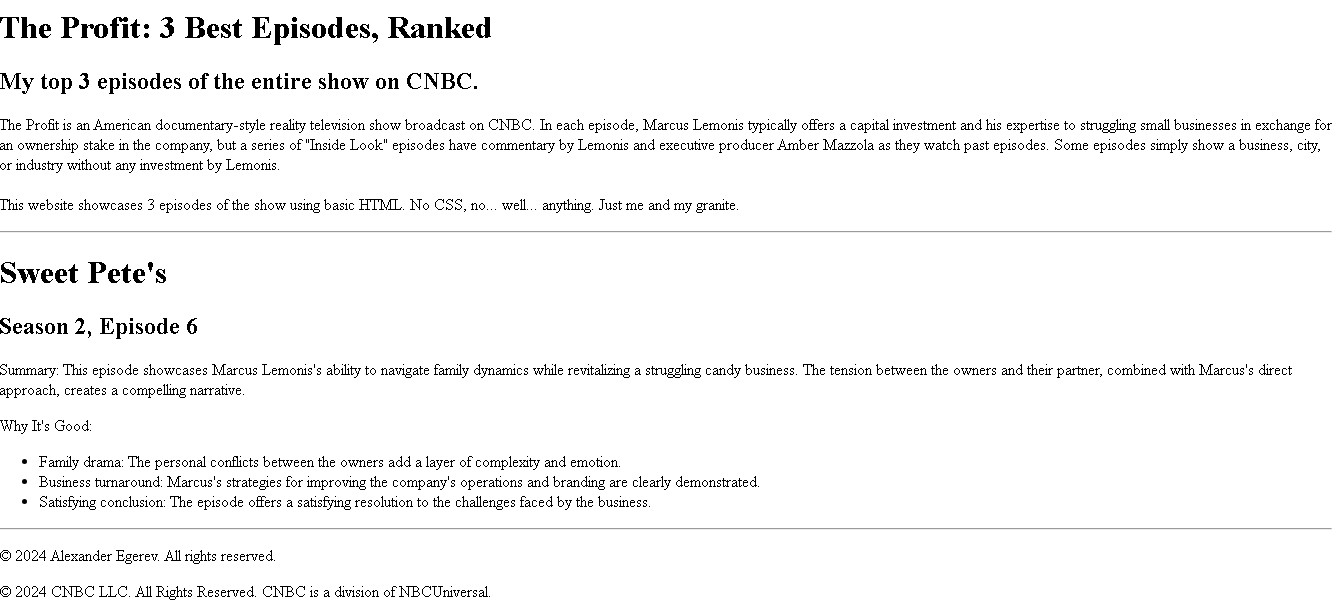 The Profit: 3 Best Episodes, Ranked
My top 3 episodes of the entire show on CNBC.
The Profit is an American documentary-style reality television show broadcast on CNBC. In each episode, Marcus Lemonis typically offers a capital investment and his expertise to struggling small businesses in exchange for
an ownership stake in the company, but a series of "Inside Look" episodes have commentary by Lemonis and executive producer Amber Mazzola as they watch past episodes. Some episodes simply show a business, city,
or industry without any investment by Lemonis.
This website showcases 3 episodes of the show using basic HTML. No CSS, no... well... anything. Just me and my granite.
Sweet Pete's
Season 2, Episode 6
Summary: This episode showcases Marcus Lemonis's ability to navigate family dynamics while revitalizing a struggling candy business. The tension between the owners and their partner, combined with Marcus's direct
approach, creates a compelling narrative.
Why It's Good:
• Family drama: The personal conflicts between the owners add a layer of complexity and emotion.
• Business turnaround: Marcus's strategies for improving the company's operations and branding are clearly demonstrated.
• Satisfying conclusion: The episode offers a satisfying resolution to the challenges faced by the business.
© 2024 Alexander Egerev. All rights reserved.
© 2024 CNBC LLC. All Rights Reserved. CNBC is a division of NBCUniversal.